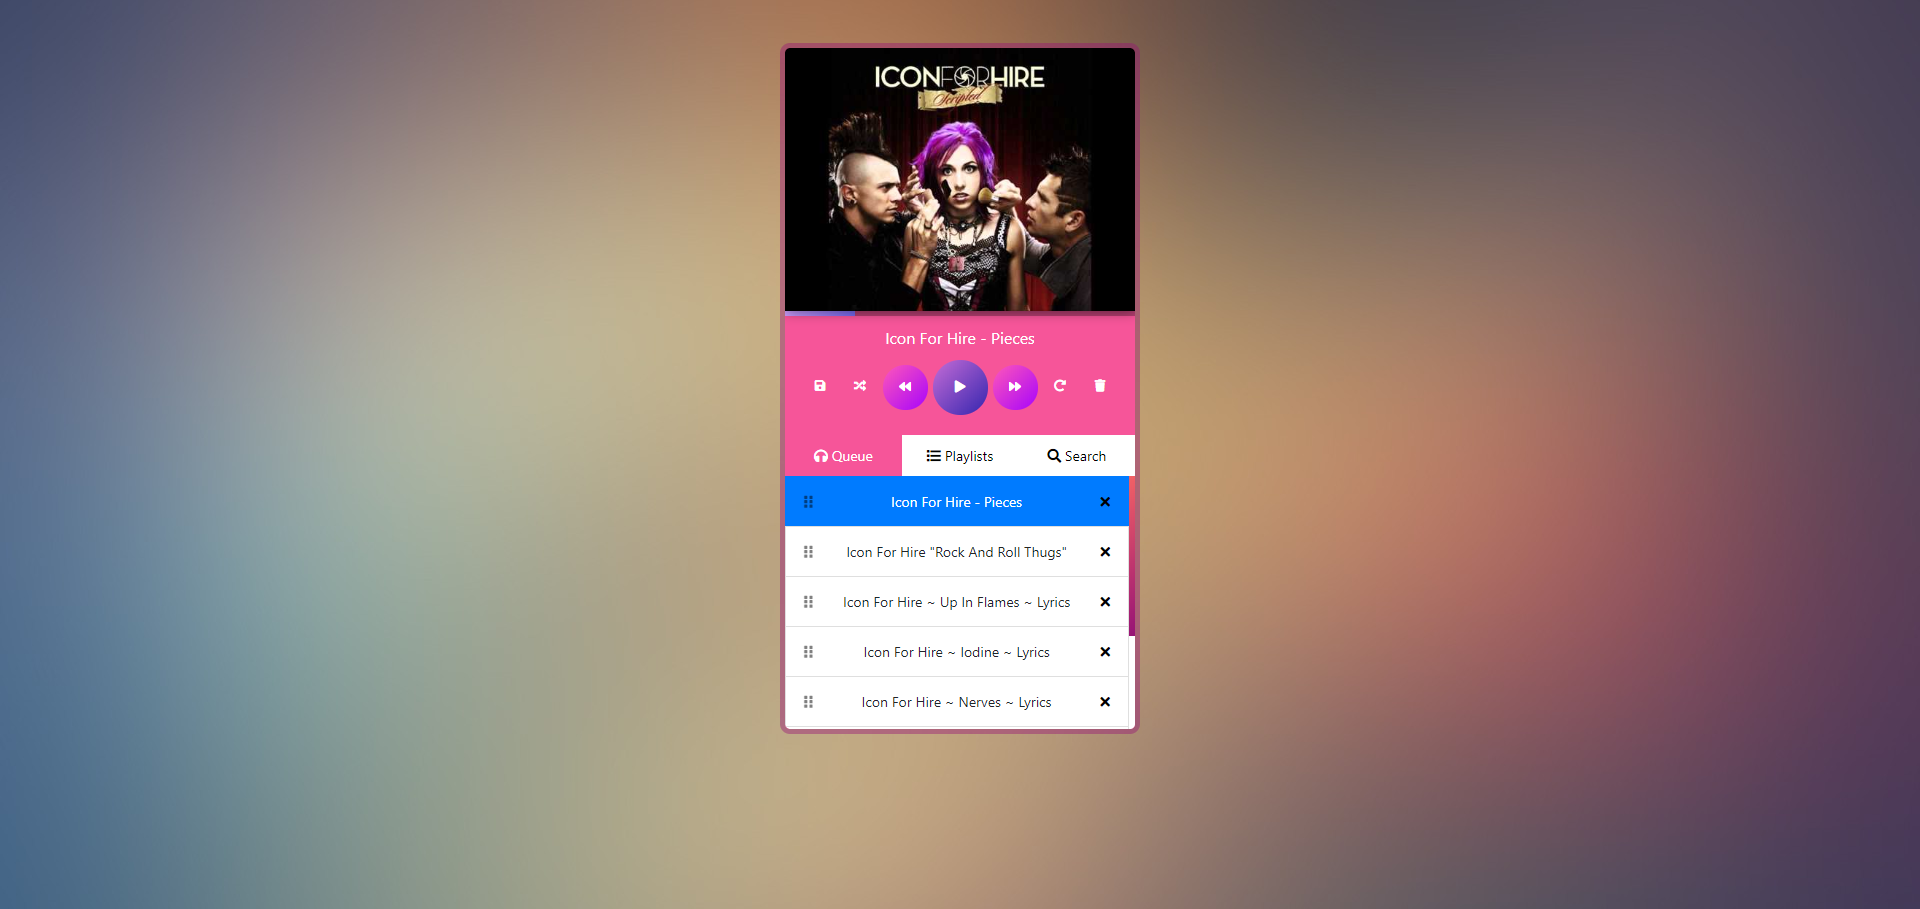 ICONFORHIRE
Scripted
Icon For Hire - Pieces
Queue
Playlists
Search
Icon For Hire - Pieces
Icon For Hire "Rock And Roll Thugs"
Icon For Hire ~ Up In Flames ~ Lyrics
Icon For Hire ~ Iodine ~ Lyrics
Icon For Hire ~ Nerves ~ Lyrics